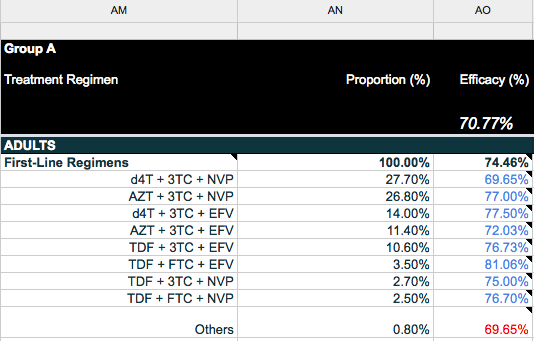 AM AN AO
Group A
Treatment Regimen Proportion (%) Efficacy (%)
70.77%
ADULTS
First-Line Regimens 100.00% 74.46%
d4T + 3TC + NVP 27.70% 69.65%
AZT + 3TC + NVP 26.80% 77.00%
d4T + 3TC + EFV 14.00% 77.50%
AZT + 3TC + EFV 11.40% 72.03%
TDF + 3TC + EFV 10.60% 76.73%
TDF + FTC + EFV 3.50% 81.06%
TDF + 3TC + NVP 2.70% 75.00%
TDF + FTC + NVP 2.50% 76.70%
Others 0.80% 69.65%